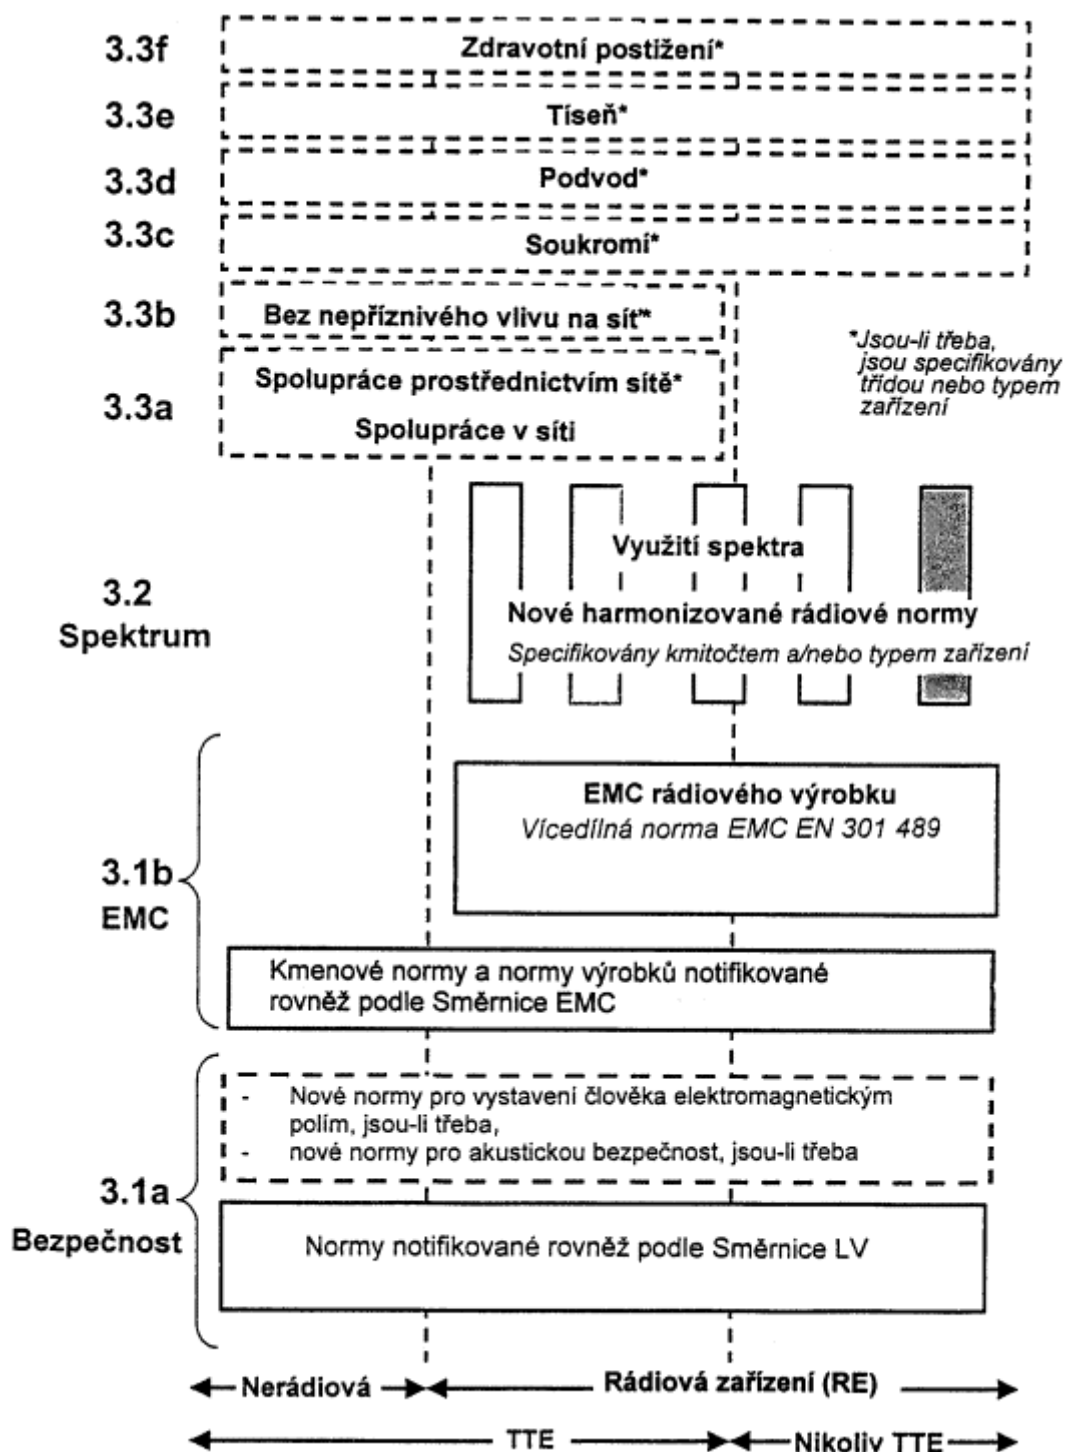 3.3f
Zdravotní postižení*
3.3e
Tíseň*
3.3d
Podvod*
3.3c
Soukromí*
3.3b
Bez nepříznivého vlivu na síť*
*Jsou-li třeba,
jsou specifikovány
třídou nebo typem
zařízení
3.3a
Spolupráce prostřednictvím sítě*
Spolupráce v síti
Využití spektra
3.2
Spektrum
Nové harmonizované rádiové normy
Specifikovány kmitočtem a/nebo typem zařízení
EMC rádiového výrobku
Vícedílná norma EMC EN 301 489
3.1b
EMC
Kmenové normy a normy výrobků notifikované
rovněž podle Směrnice EMC
- Nové normy pro vystavení člověka elektromagnetickým
polím, jsou-li třeba,
- nové normy pro akustickou bezpečnost, jsou-li třeba
3.1a
Bezpečnost
Normy notifikované rovněž podle Směrnice LV
Nerádiová
Rádiová zařízení (RE)
TTE
Nikoliv TTE